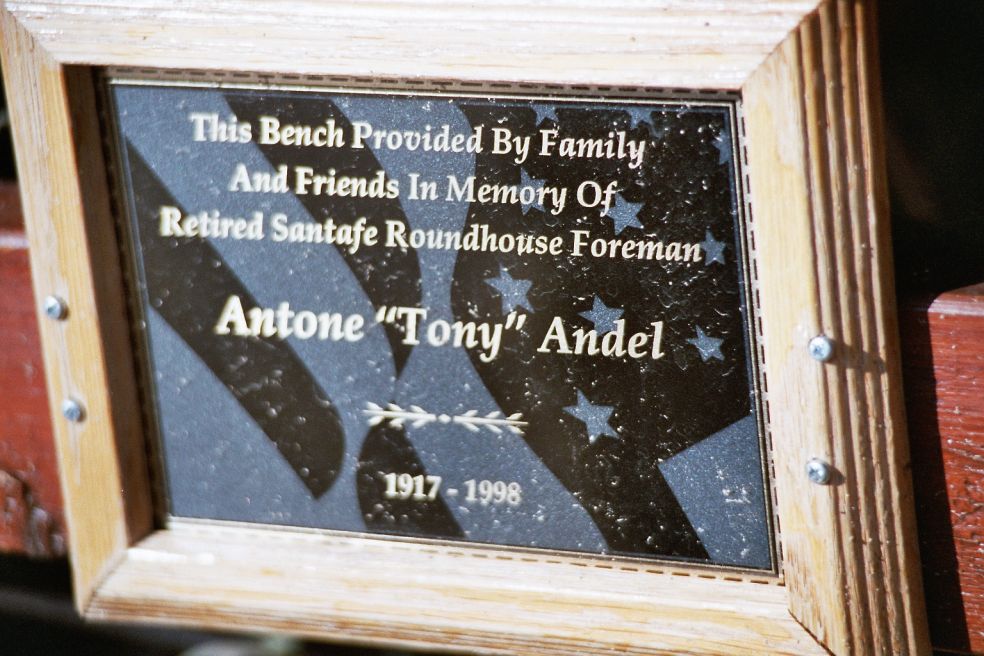 This Bench Provided By Family
And Friends In Memory Of
Retired Santafe Roundhouse Foreman
Antone “Tony” Andel
1917 - 1998